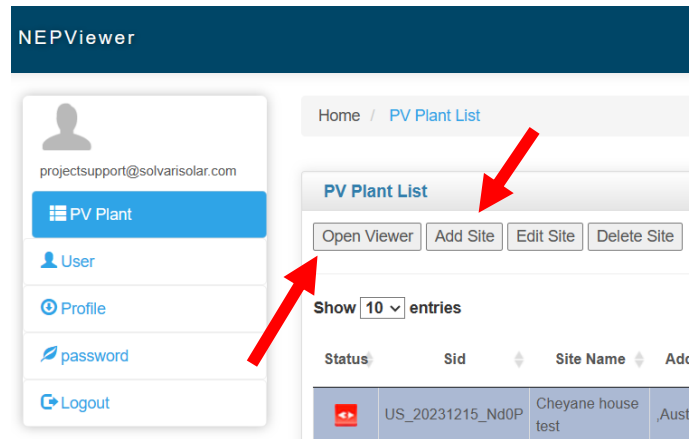 NEPViewer
projectsupport@solvarisolar.com
PV Plant
User
Profile
password
Logout
Home / PV Plant List
PV Plant List
Open Viewer Add Site Edit Site Delete Site
Show 10 entries
Status Sid Site Name Add
US_20231215_Nd0P Cheyane house test ,Aust